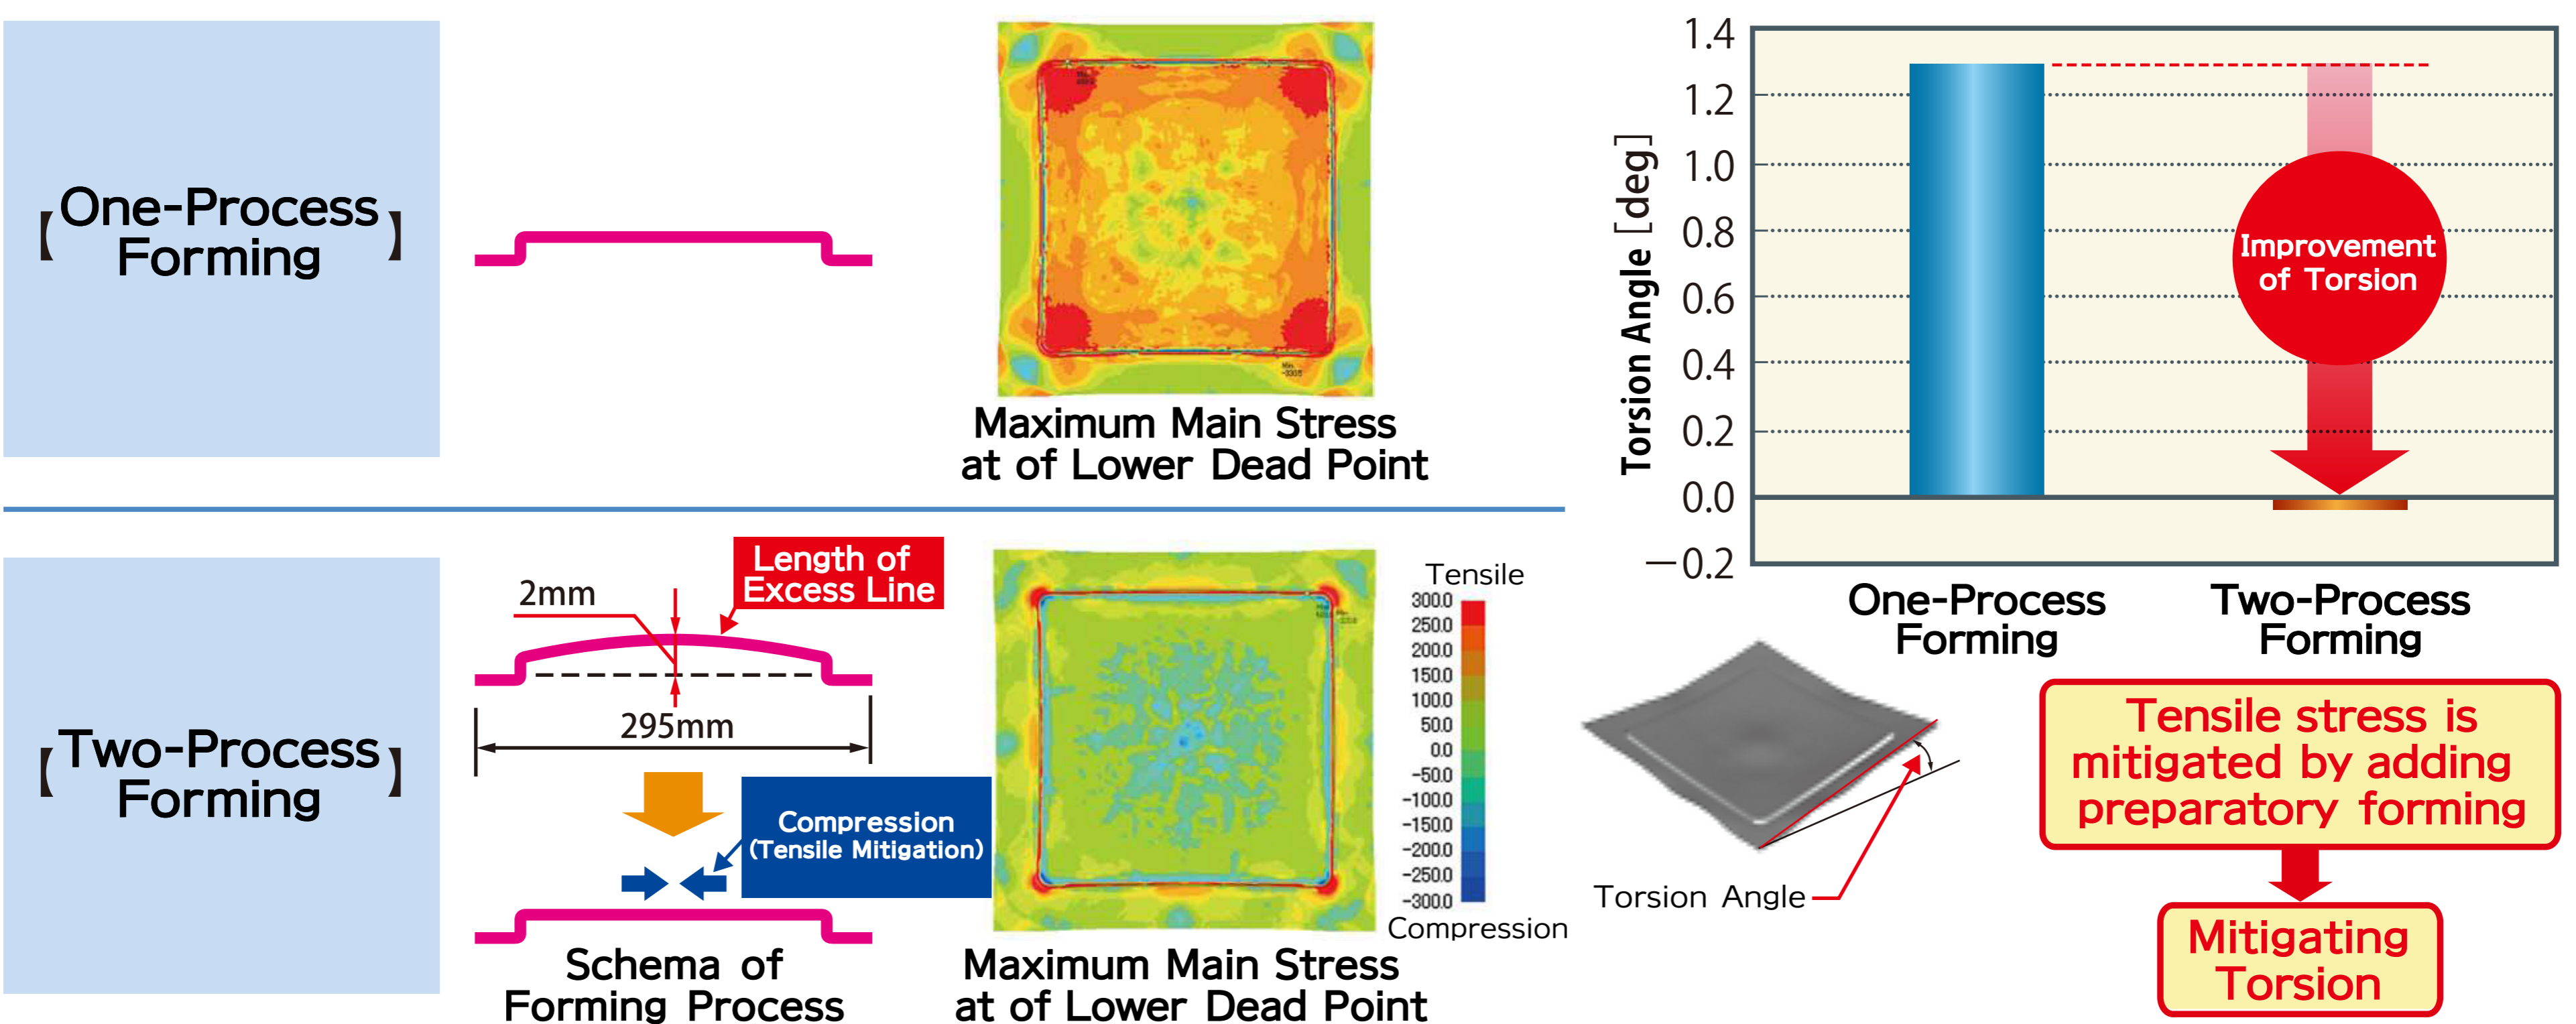 【One-Process
Forming】
Maximum Main Stress
at of Lower Dead Point
【Two-Process
Forming】
2mm
Length of
Excess Line
295mm
Compression
(Tensile Mitigation)
Schema of
Forming Process
Maximum Main Stress
at of Lower Dead Point
Tensile
300.0
250.0
200.0
150.0
100.0
50.0
0.0
-50.0
-100.0
-150.0
-200.0
-250.0
-300.0
Compression
Torsion Angle [deg]
1.4
1.2
1.0
0.8
0.6
0.4
0.2
0.0
−0.2
Improvement
of Torsion
One-Process
Forming
Two-Process
Forming
Torsion Angle
Tensile stress is
mitigated by adding
preparatory forming
Mitigating
Torsion